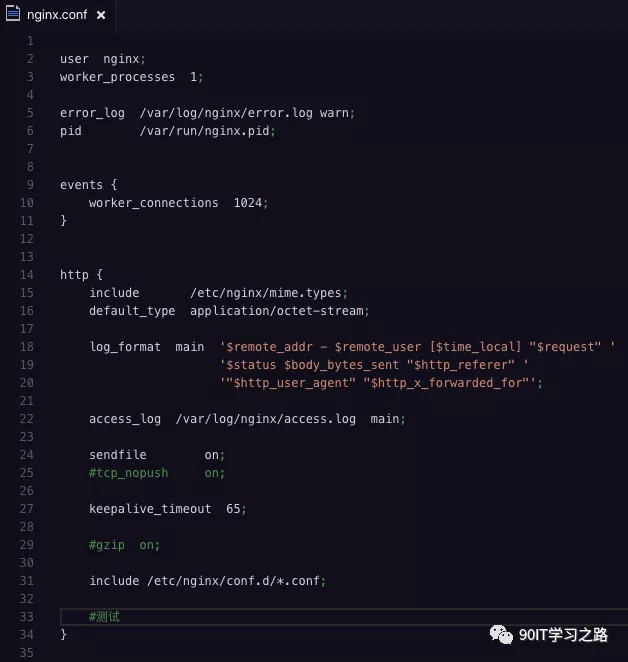 nginx.conf ×
1
2 user  nginx;
3 worker_processes  1;
4
5 error_log  /var/log/nginx/error.log warn;
6 pid        /var/run/nginx.pid;
7
8
9 events {
10     worker_connections  1024;
11 }
12
13
14 http {
15     include       /etc/nginx/mime.types;
16     default_type  application/octet-stream;
17
18     log_format  main  '$remote_addr - $remote_user [$time_local] "$request" '
19                       '$status $body_bytes_sent "$http_referer" '
20                       '"$http_user_agent" "$http_x_forwarded_for"';
21
22     access_log  /var/log/nginx/access.log  main;
23
24     sendfile        on;
25     #tcp_nopush     on;
26
27     keepalive_timeout  65;
28
29     #gzip  on;
30
31     include /etc/nginx/conf.d/*.conf;
32
33     #测试
34 }
35
90IT学习之路